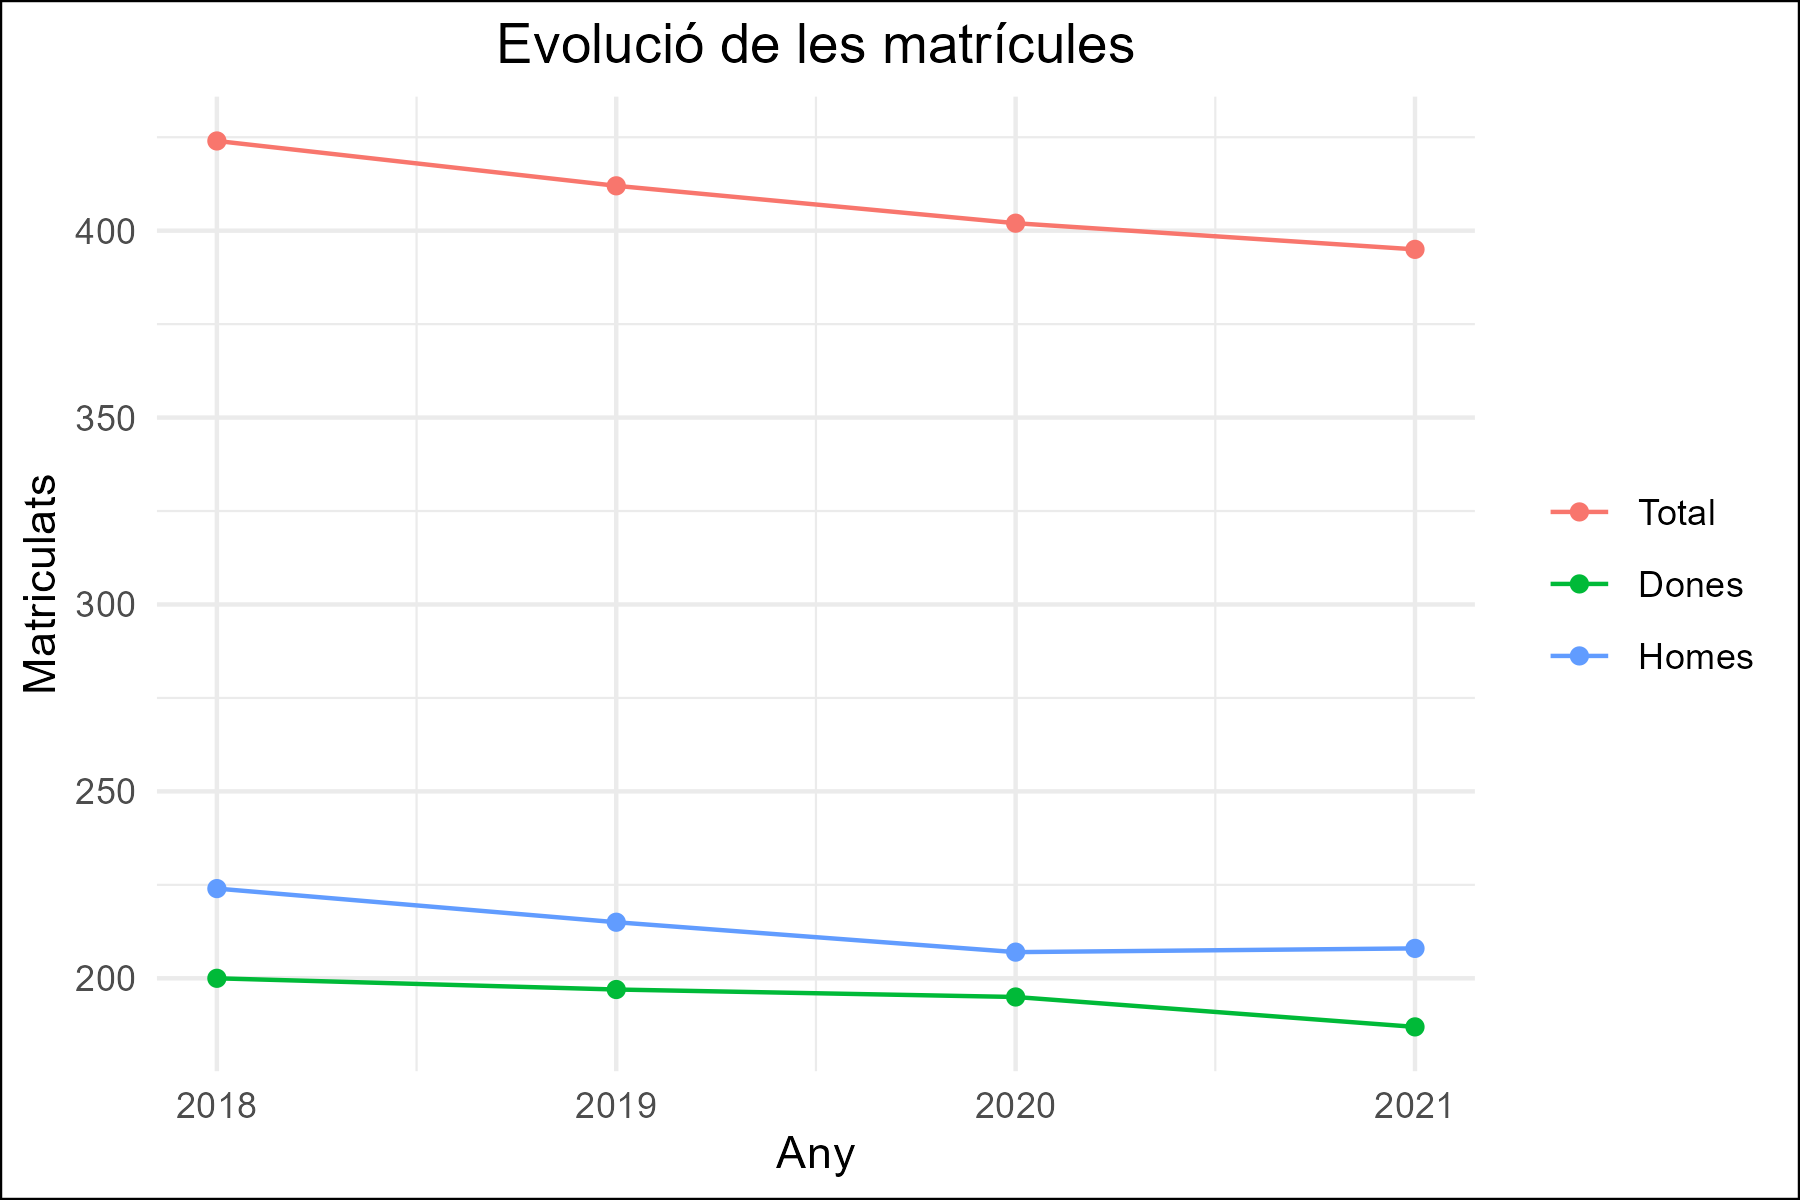 Evolució de les matrícules
Matriculats
400
350
300
250
200
2018 2019 2020 2021
Any
Total
Dones
Homes